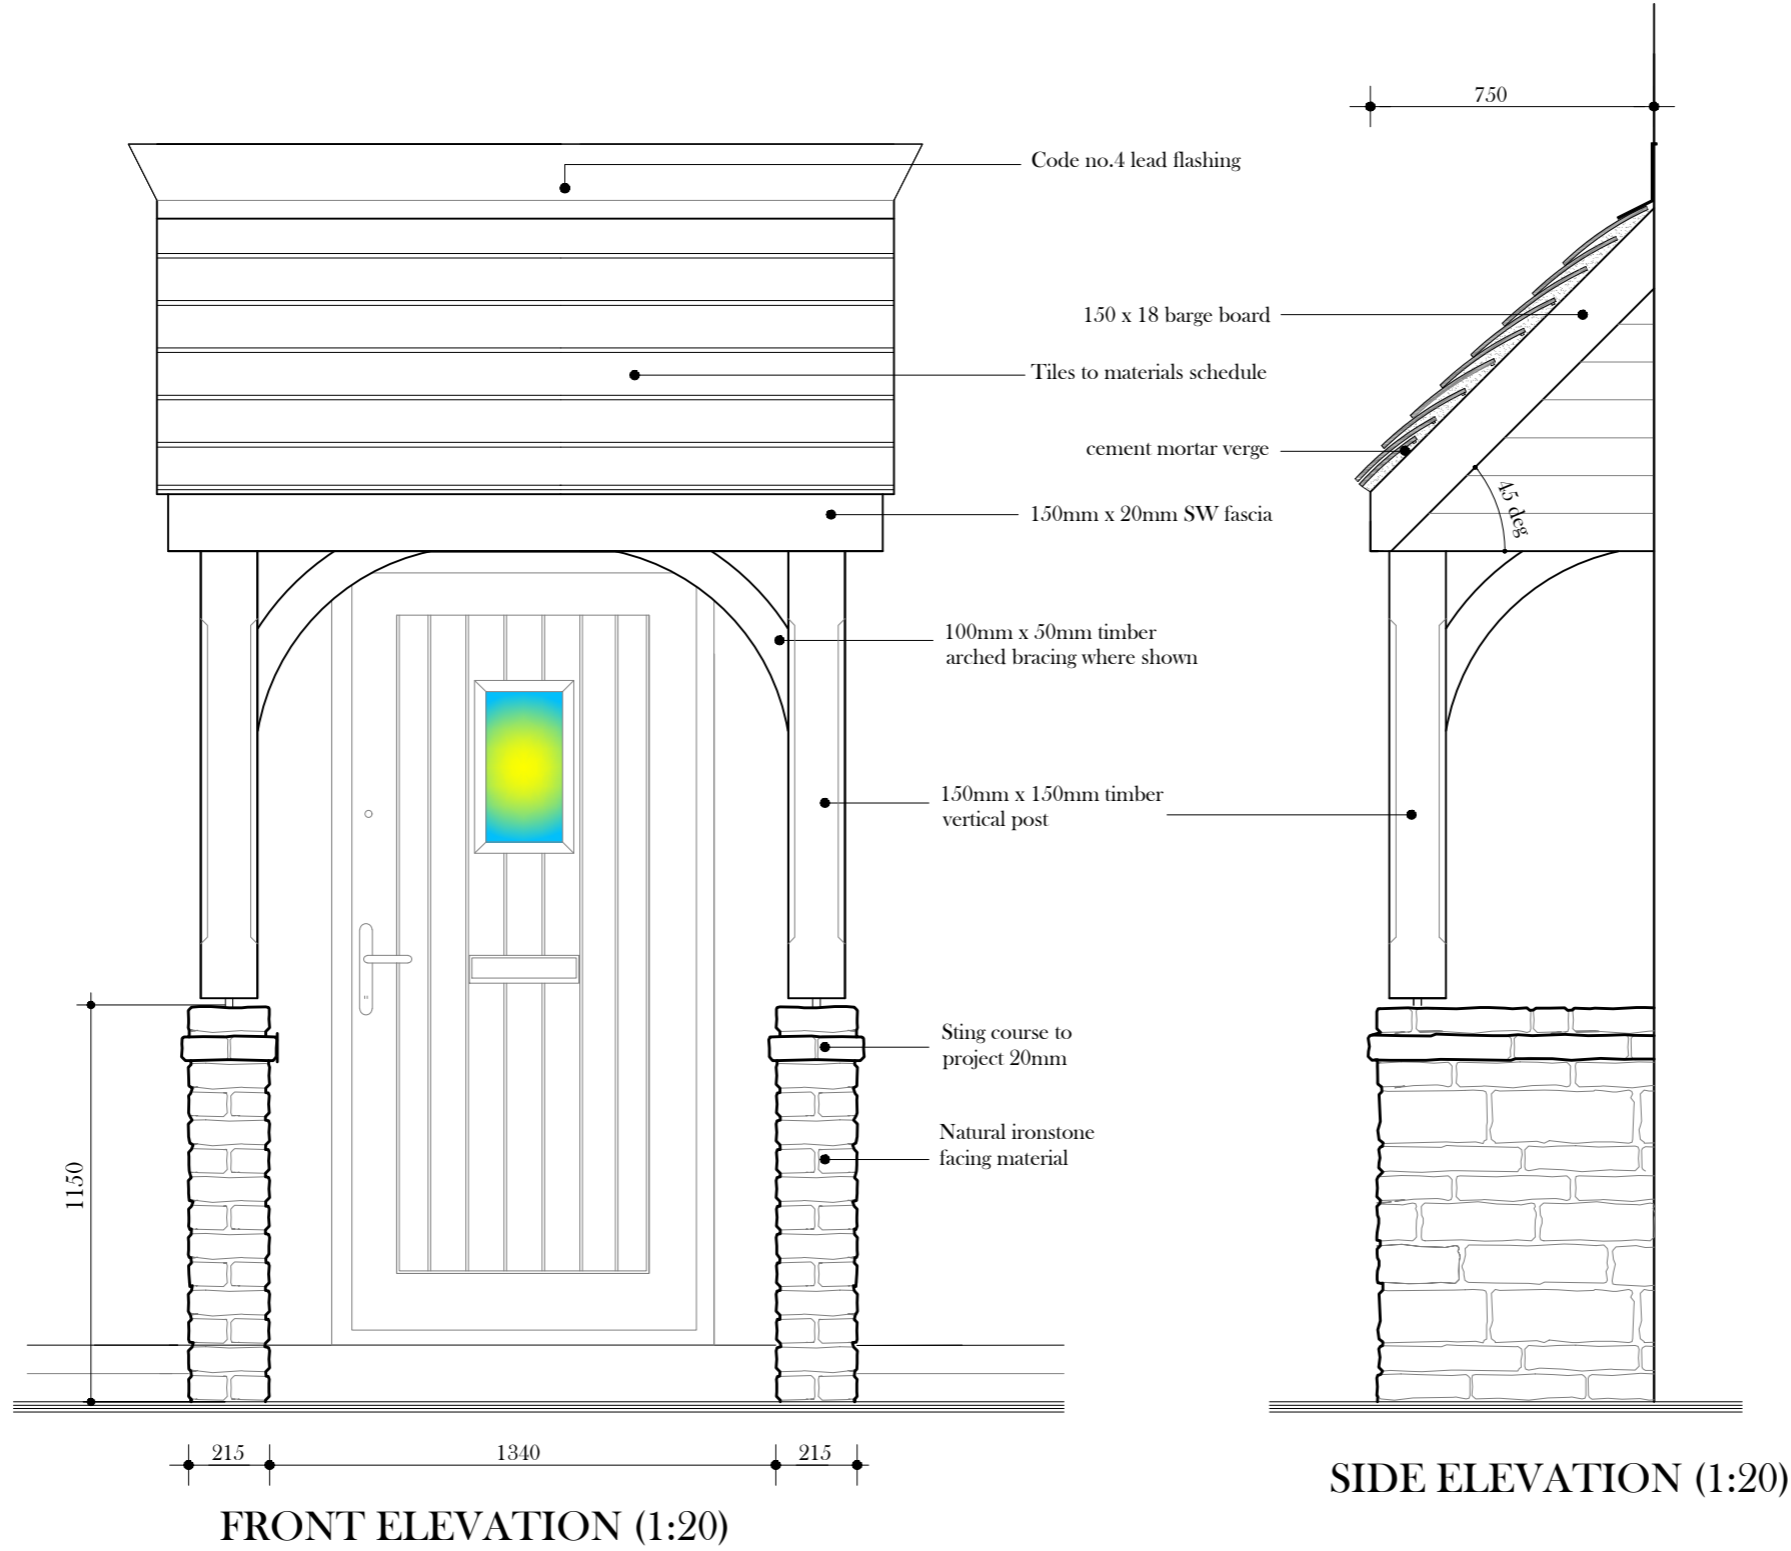 750
Code no.4 lead flashing
150 x 18 barge board
Tiles to materials schedule
cement mortar verge
45 deg
150mm x 20mm SW fascia
100mm x 50mm timber
arched bracing where shown
150mm x 150mm timber
vertical post
Sting course to
project 20mm
Natural ironstone
facing material
1150
215
1340
215
SIDE ELEVATION (1:20)
FRONT ELEVATION (1:20)